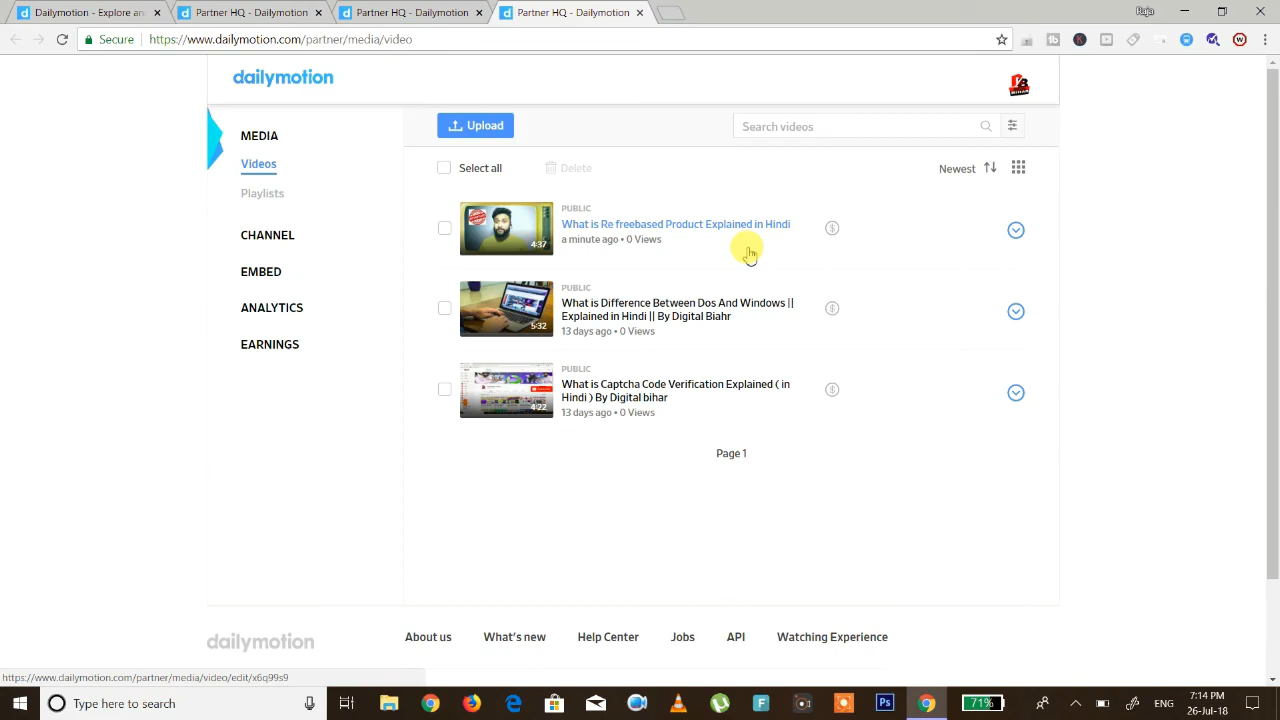 Dailymotion - Explore an
Partner HQ - Dailymotion
Partner HQ - Dailymotion
Partner HQ - Dailymotion
Secure
https://www.dailymotion.com/partner/media/video
dailymotion
MEDIA
Videos
Playlists
CHANNEL
EMBED
ANALYTICS
EARNINGS
Upload
Search videos
Select all
Delete
Newest
PUBLIC
What is Re freebased Product Explained in Hindi
a minute ago • 0 Views
4:37
PUBLIC
What is Difference Between Dos And Windows ||
Explained in Hindi || By Digital Biahr
13 days ago • 0 Views
5:32
PUBLIC
What is Captcha Code Verification Explained ( in
Hindi ) By Digital bihar
13 days ago • 0 Views
4:22
Page 1
dailymotion
About us
What's new
Help Center
Jobs
API
Watching Experience
https://www.dailymotion.com/partner/media/video/edit/x6q99s9
Type here to search
71%
ENG
7:14 PM
26-Jul-18